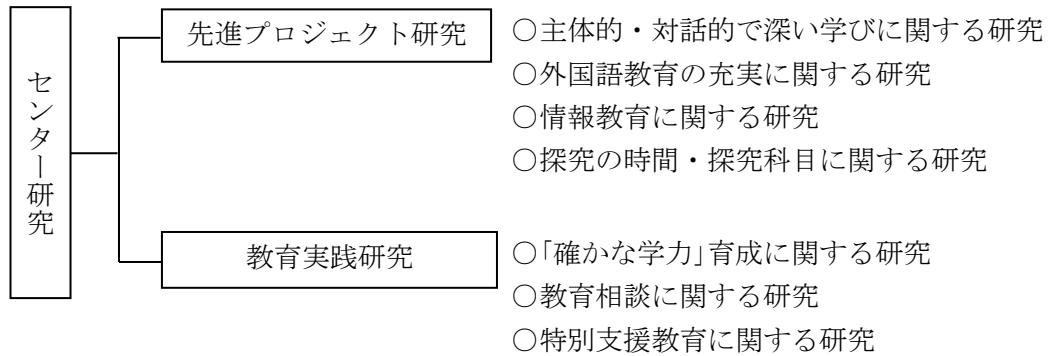 センター研究
先進プロジェクト研究
○主体的・対話的で深い学びに関する研究
○外国語教育の充実に関する研究
○情報教育に関する研究
○探究の時間・探究科目に関する研究
教育実践研究
○「確かな学力」育成に関する研究
○教育相談に関する研究
○特別支援教育に関する研究